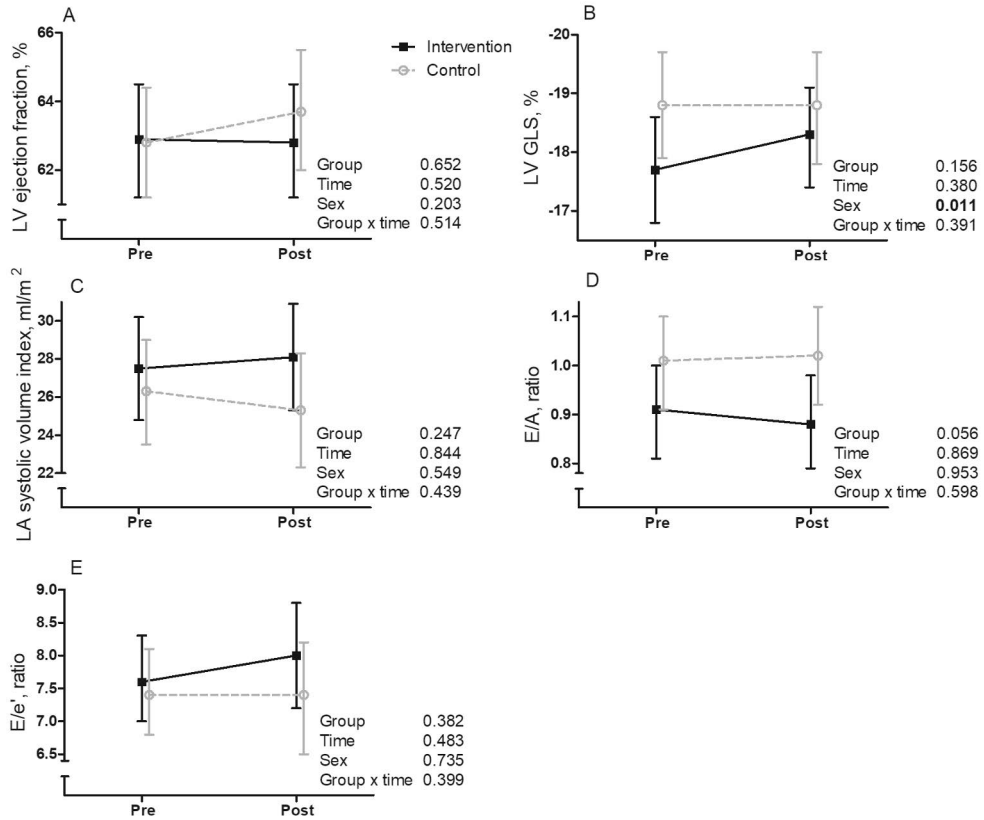 A
LV ejection fraction, %
66
64
62
Pre
Post
Intervention
Control
Group 0.652
Time 0.520
Sex 0.203
Group x time 0.514
B
LV GLS, %
-20
-19
-18
-17
Pre
Post
Group 0.156
Time 0.380
Sex 0.011
Group x time 0.391
C
LA systolic volume index, ml/m²
30
28
26
24
22
Pre
Post
Group 0.247
Time 0.844
Sex 0.549
Group x time 0.439
D
E/A, ratio
1.1
1.0
0.9
0.8
Pre
Post
Group 0.056
Time 0.869
Sex 0.953
Group x time 0.598
E
E/e', ratio
9.0
8.5
8.0
7.5
7.0
6.5
Pre
Post
Group 0.382
Time 0.483
Sex 0.735
Group x time 0.399